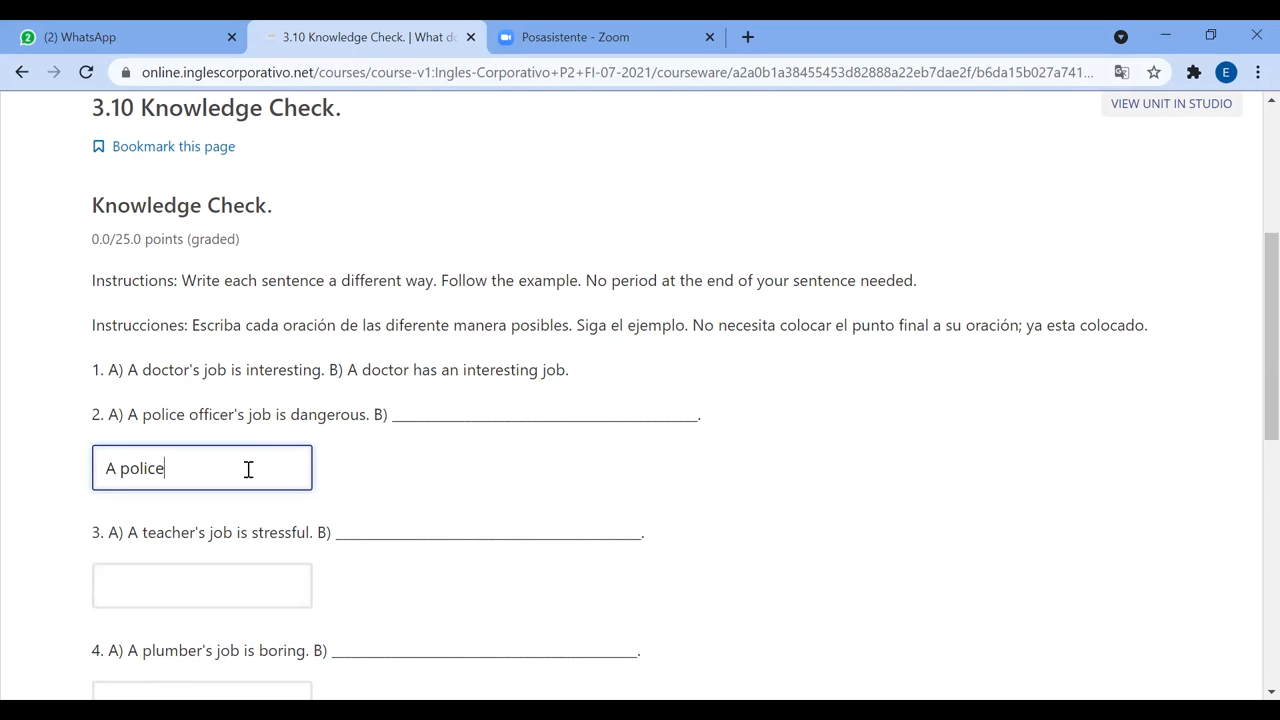 2
(2) WhatsApp
3.10 Knowledge Check. | What do
Posasistente - Zoom
online.inglescorporativo.net/courses/course-v1:Ingles-Corporativo+P2+FI-07-2021/courseware/a2a0b1a38455453d82888a22eb7dae2f/b6da15b027a741...
E
3.10 Knowledge Check.
VIEW UNIT IN STUDIO
Bookmark this page
Knowledge Check.
0.0/25.0 points (graded)
Instructions: Write each sentence a different way. Follow the example. No period at the end of your sentence needed.
Instrucciones: Escriba cada oración de las diferente manera posibles. Siga el ejemplo. No necesita colocar el punto final a su oración; ya esta colocado.
1. A) A doctor's job is interesting. B) A doctor has an interesting job.
2. A) A police officer's job is dangerous. B) ___________________________________.
A police
3. A) A teacher's job is stressful. B) ___________________________________.
4. A) A plumber's job is boring. B) ___________________________________.